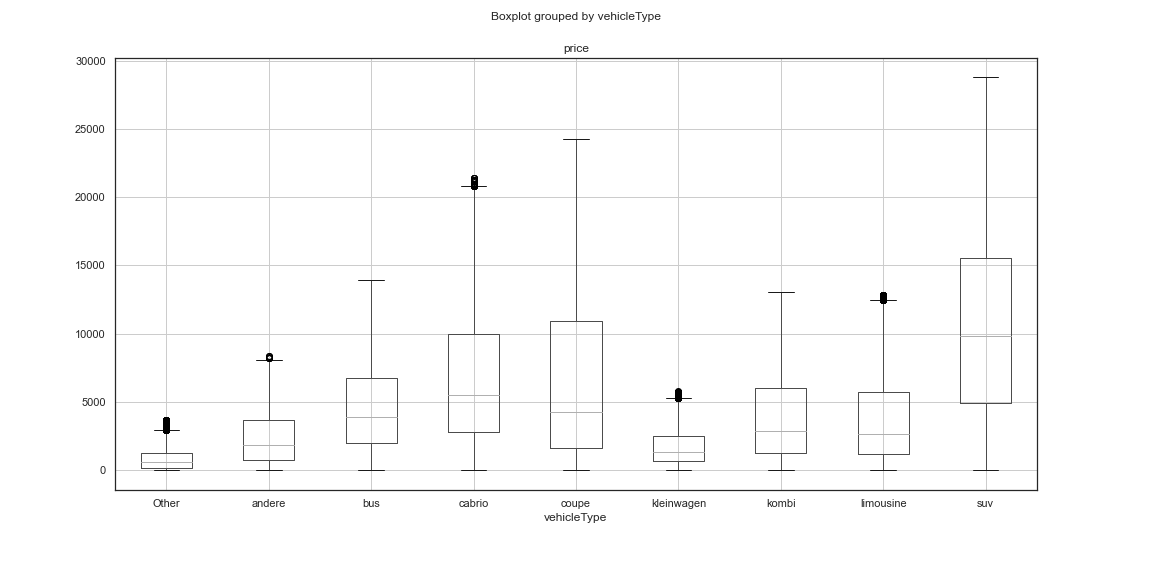 Boxplot grouped by vehicleType
price
30000
25000
20000
15000
10000
5000
0
Other andere bus cabrio coupe kleinwagen kombi limousine suv
vehicleType